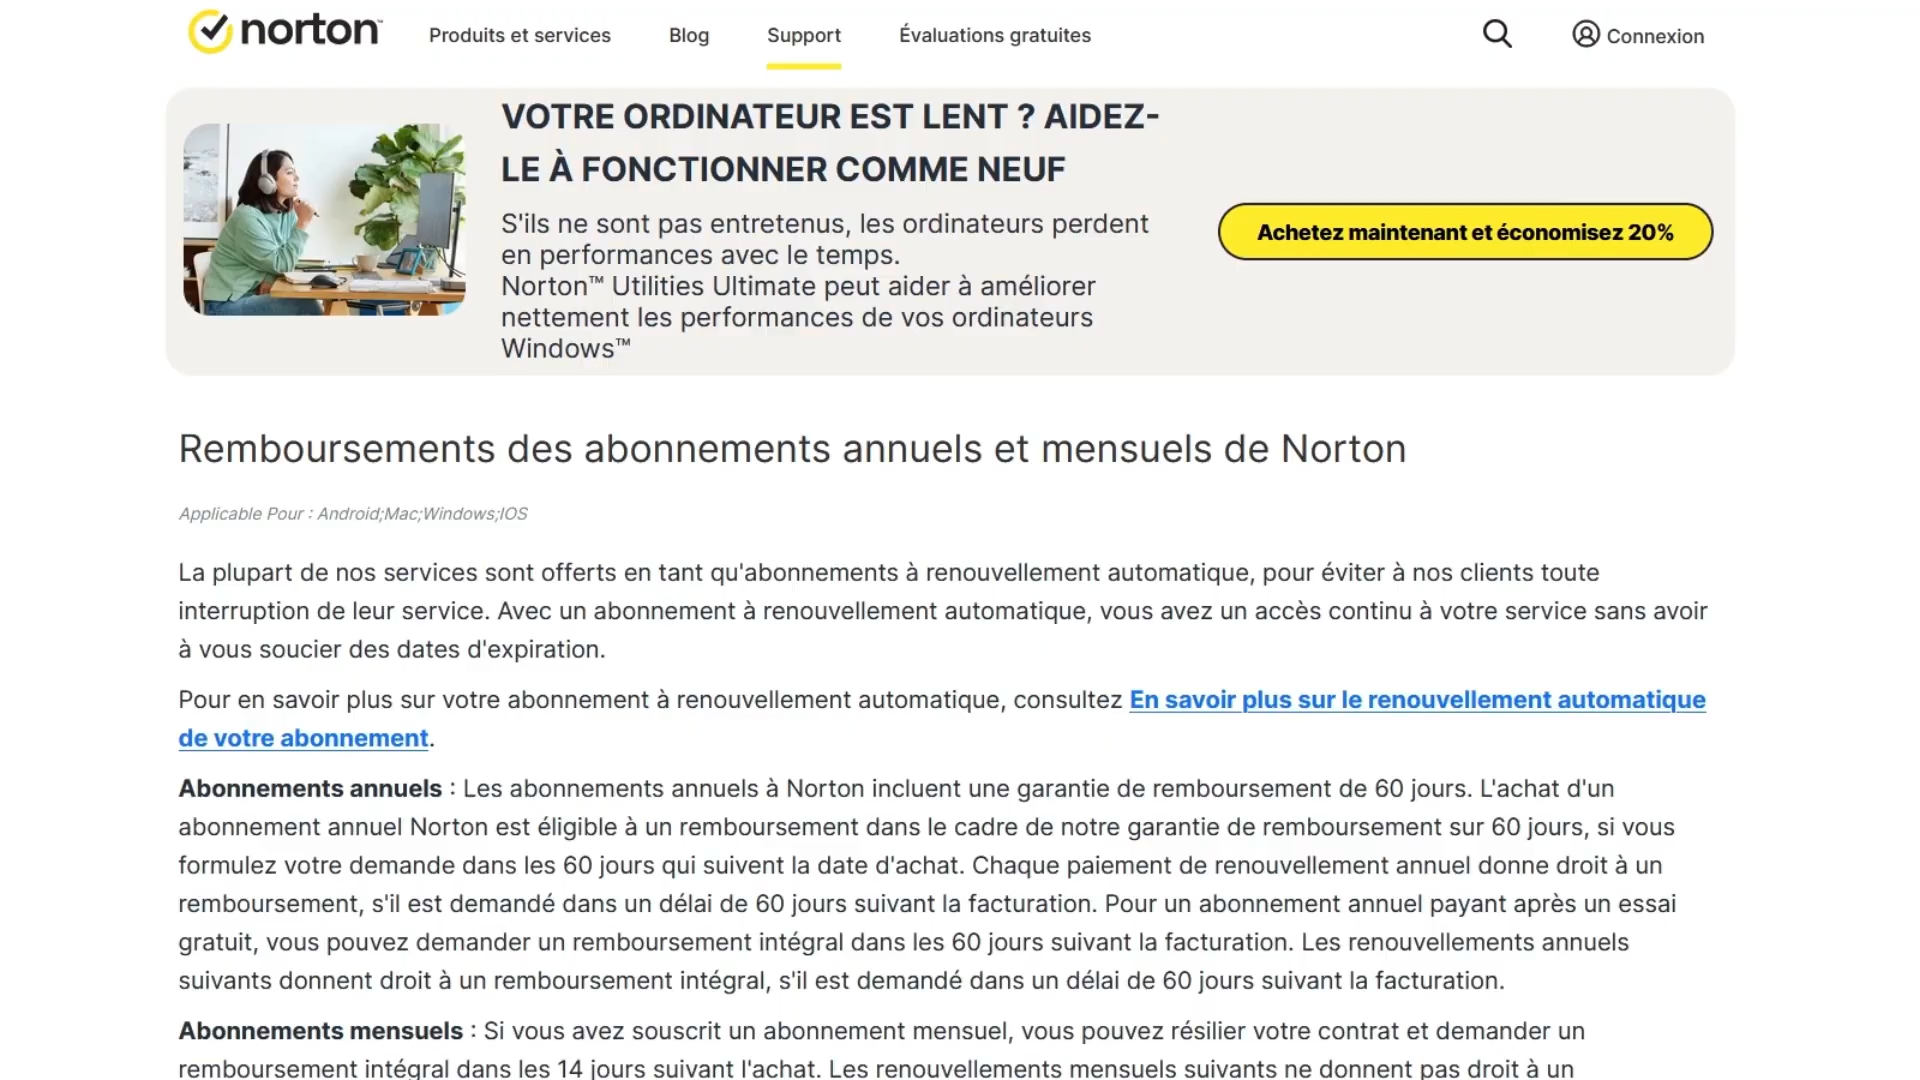 norton™
Produits et services
Blog
Support
Évaluations gratuites
Connexion
VOTRE ORDINATEUR EST LENT ? AIDEZ-
LE À FONCTIONNER COMME NEUF
S'ils ne sont pas entretenus, les ordinateurs perdent
en performances avec le temps.
Norton™ Utilities Ultimate peut aider à améliorer
nettement les performances de vos ordinateurs
Windows™
Achetez maintenant et économisez 20%
Remboursements des abonnements annuels et mensuels de Norton
Applicable Pour : Android;Mac;Windows;IOS
La plupart de nos services sont offerts en tant qu'abonnements à renouvellement automatique, pour éviter à nos clients toute
interruption de leur service. Avec un abonnement à renouvellement automatique, vous avez un accès continu à votre service sans avoir
à vous soucier des dates d'expiration.
Pour en savoir plus sur votre abonnement à renouvellement automatique, consultez En savoir plus sur le renouvellement automatique
de votre abonnement.
Abonnements annuels : Les abonnements annuels à Norton incluent une garantie de remboursement de 60 jours. L'achat d'un
abonnement annuel Norton est éligible à un remboursement dans le cadre de notre garantie de remboursement sur 60 jours, si vous
formulez votre demande dans les 60 jours qui suivent la date d'achat. Chaque paiement de renouvellement annuel donne droit à un
remboursement, s'il est demandé dans un délai de 60 jours suivant la facturation. Pour un abonnement annuel payant après un essai
gratuit, vous pouvez demander un remboursement intégral dans les 60 jours suivant la facturation. Les renouvellements annuels
suivants donnent droit à un remboursement intégral, s'il est demandé dans un délai de 60 jours suivant la facturation.
Abonnements mensuels : Si vous avez souscrit un abonnement mensuel, vous pouvez résilier votre contrat et demander un
remboursement intégral dans les 14 jours suivant l'achat. Les renouvellements mensuels suivants ne donnent pas droit à un